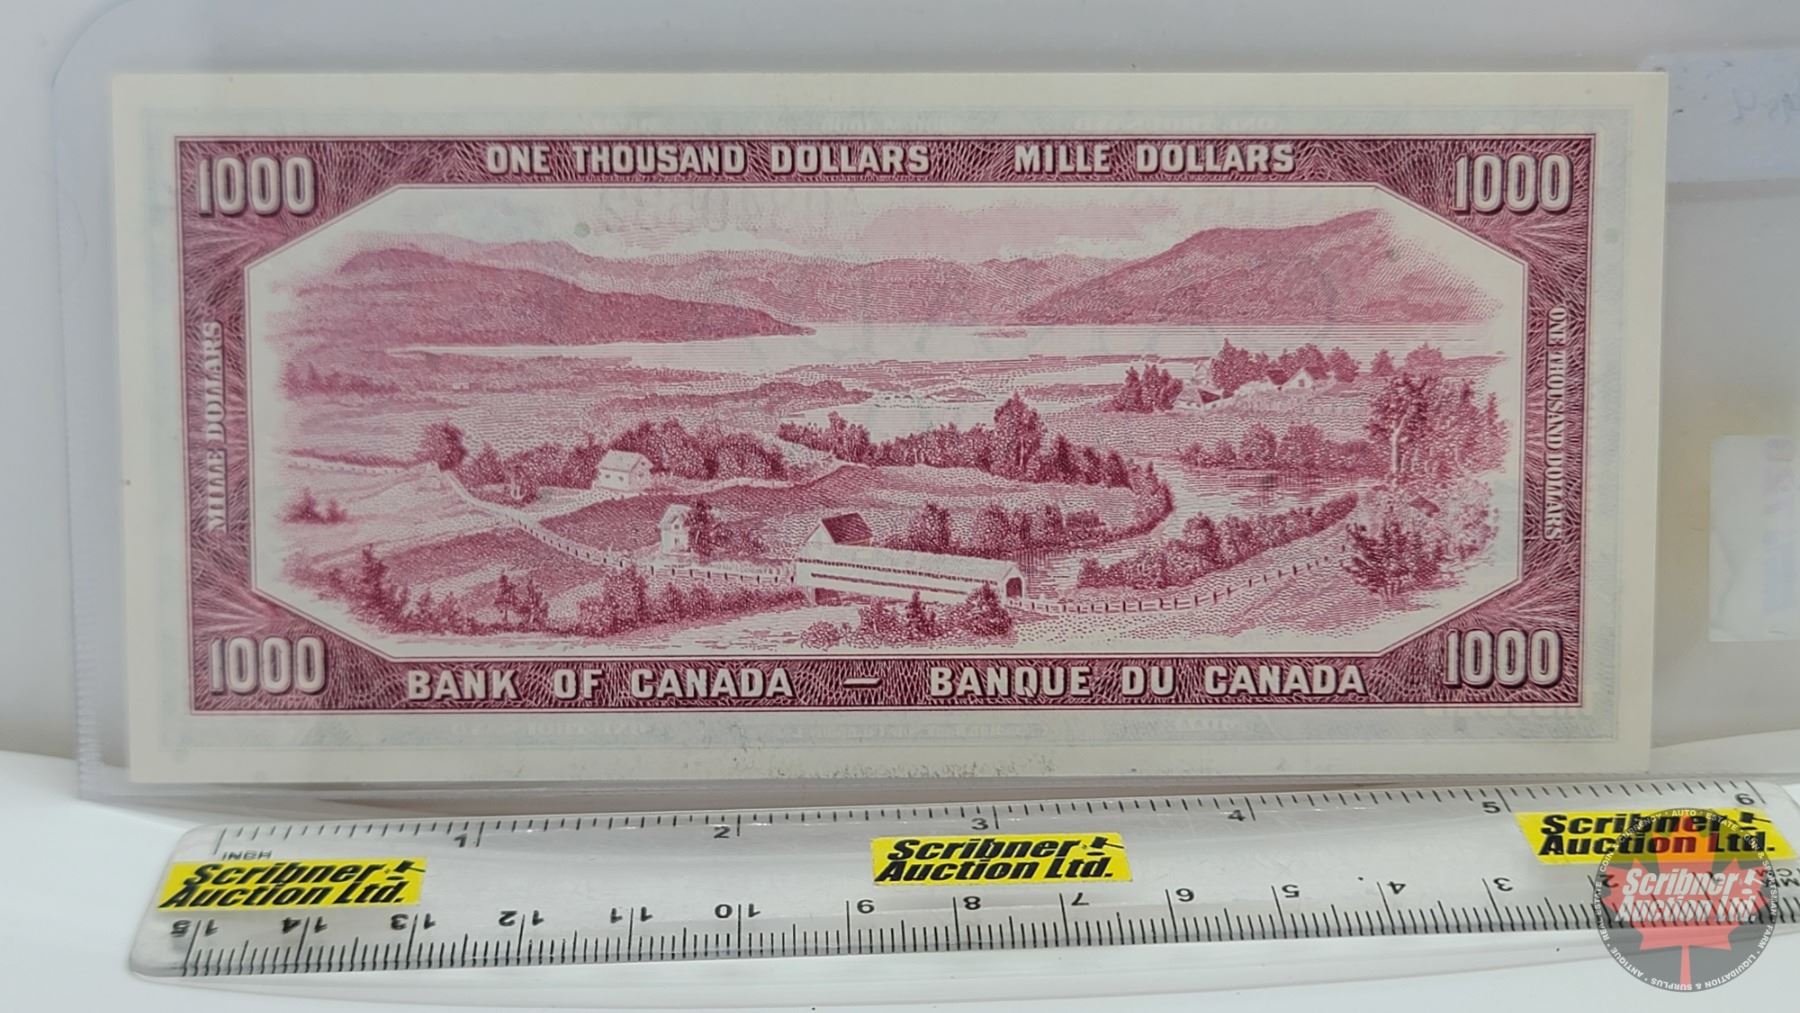 ONE THOUSAND DOLLARS MILLE DOLLARS
1000 1000
MILLE DOLLARS
ONE THOUSAND DOLLARS
1000 1000
BANK OF CANADA — BANQUE DU CANADA
1 2 3 4 5 6
INCH
Scribner!
Auction Ltd.
Scribner!
Auction Ltd.
Scribner!
Auction Ltd.
15 14 13 12 11 10 9 8 7 6 5 4 3 2
CM
Scribner!
Auction Ltd.